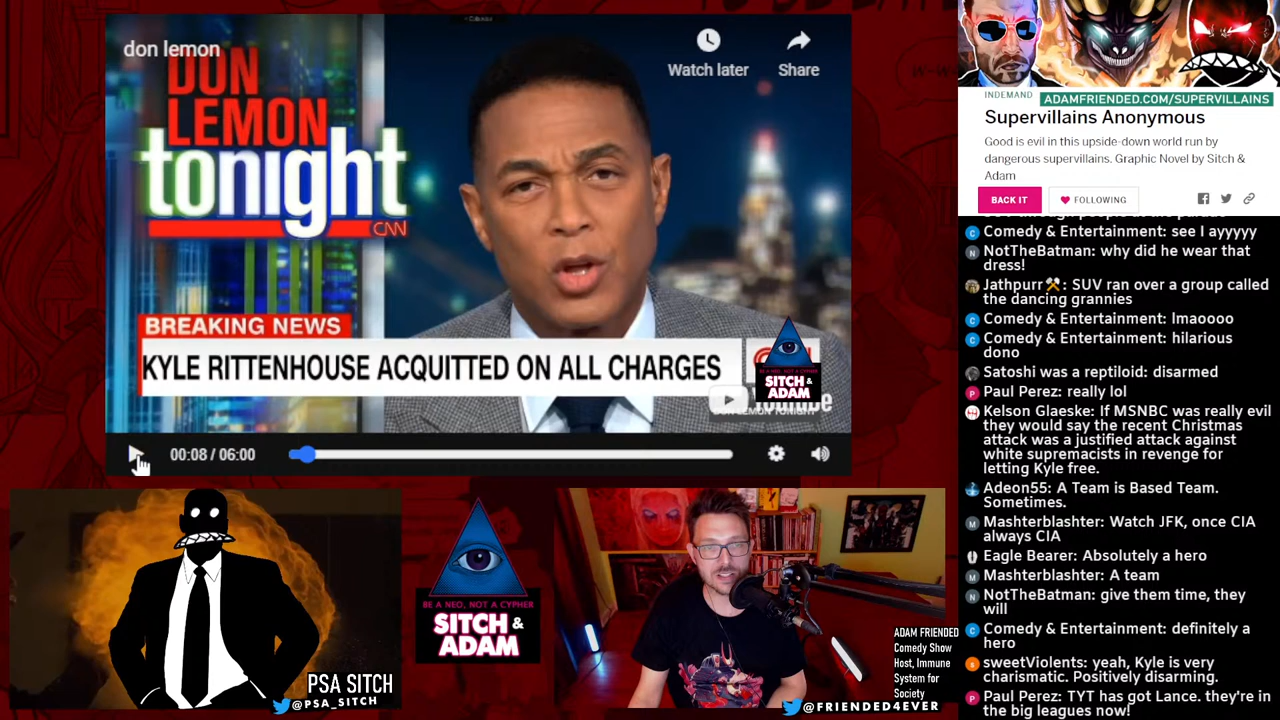 don lemon
Watch later
Share
DON
LEMON
tonight
CNN
BREAKING NEWS
KYLE RITTENHOUSE ACQUITTED ON ALL CHARGES
BE A NEO, NOT A CYPHER
SITCH &
ADAM
00:08 / 06:00
PSA SITCH
@PSA_SITCH
BE A NEO, NOT A CYPHER
SITCH &
ADAM
ADAM FRIENDED
Comedy Show
Host, Immune
System for
Society
@FRIENDED4EVER
INDEMAND
ADAMFRIENDED.COM/SUPERVILLAINS
Supervillains Anonymous
Good is evil in this upside-down world run by
dangerous supervillains. Graphic Novel by Sitch &
Adam
BACK IT
FOLLOWING
Comedy & Entertainment: see I ayyyyy
NotTheBatman: why did he wear that
dress!
Jathpurr⚒: SUV ran over a group called
the dancing grannies
Comedy & Entertainment: lmaoooo
Comedy & Entertainment: hilarious
dono
Satoshi was a reptiloid: disarmed
Paul Perez: really lol
Kelson Glaeske: If MSNBC was really evil
they would say the recent Christmas
attack was a justified attack against
white supremacists in revenge for
letting Kyle free.
Adeon55: A Team is Based Team.
Sometimes.
Mashterblashter: Watch JFK, once CIA
always CIA
Eagle Bearer: Absolutely a hero
Mashterblashter: A team
NotTheBatman: give them time, they
will
Comedy & Entertainment: definitely a
hero
sweetViolents: yeah, Kyle is very
charismatic. Positively disarming.
Paul Perez: TYT has got Lance. they're in
the big leagues now!